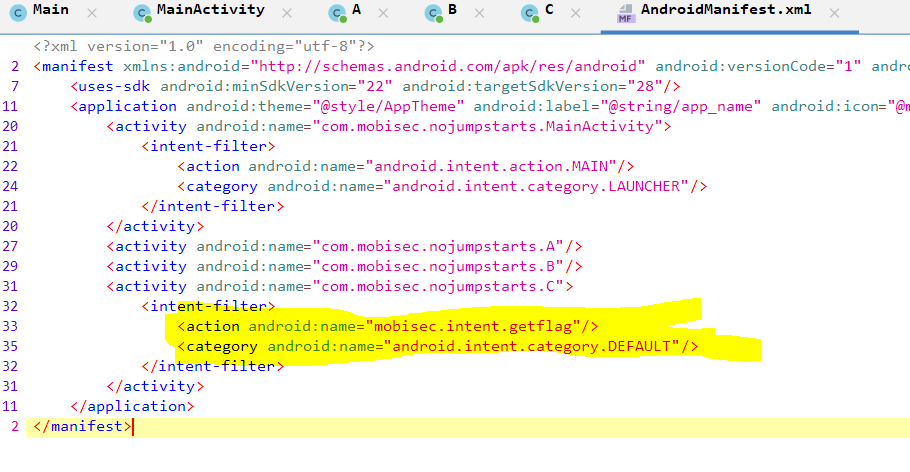 Main MainActivity A B C AndroidManifest.xml
<?xml version="1.0" encoding="utf-8"?>
2 <manifest xmlns:android="http://schemas.android.com/apk/res/android" android:versionCode="1" andro
7 <uses-sdk android:minSdkVersion="22" android:targetSdkVersion="28"/>
11 <application android:theme="@style/AppTheme" android:label="@string/app_name" android:icon="@m
20 <activity android:name="com.mobisec.nojumpstarts.MainActivity">
21 <intent-filter>
22 <action android:name="android.intent.action.MAIN"/>
24 <category android:name="android.intent.category.LAUNCHER"/>
21 </intent-filter>
20 </activity>
27 <activity android:name="com.mobisec.nojumpstarts.A"/>
29 <activity android:name="com.mobisec.nojumpstarts.B"/>
31 <activity android:name="com.mobisec.nojumpstarts.C">
32 <intent-filter>
33 <action android:name="mobisec.intent.getflag"/>
35 <category android:name="android.intent.category.DEFAULT"/>
32 </intent-filter>
31 </activity>
11 </application>
2 </manifest>